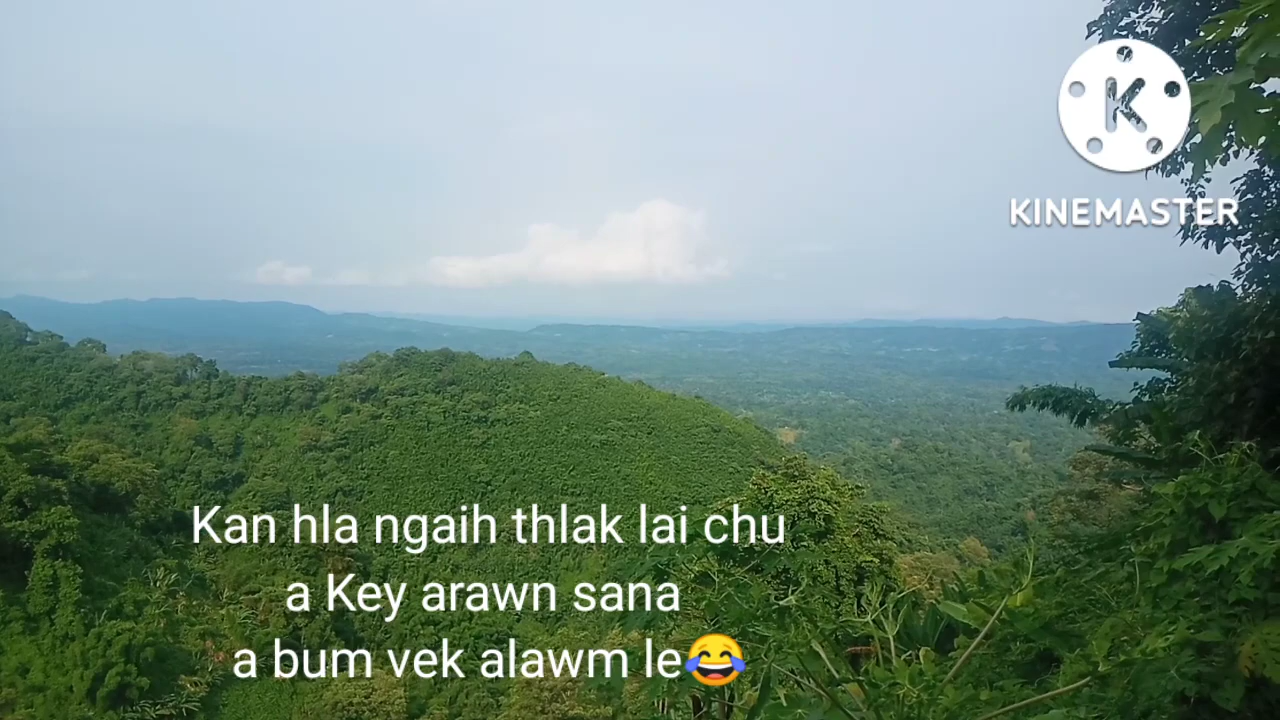 KINEMASTER
Kan hla ngaih thlak lai chu
a Key arawn sana
a bum vek alawm le😂